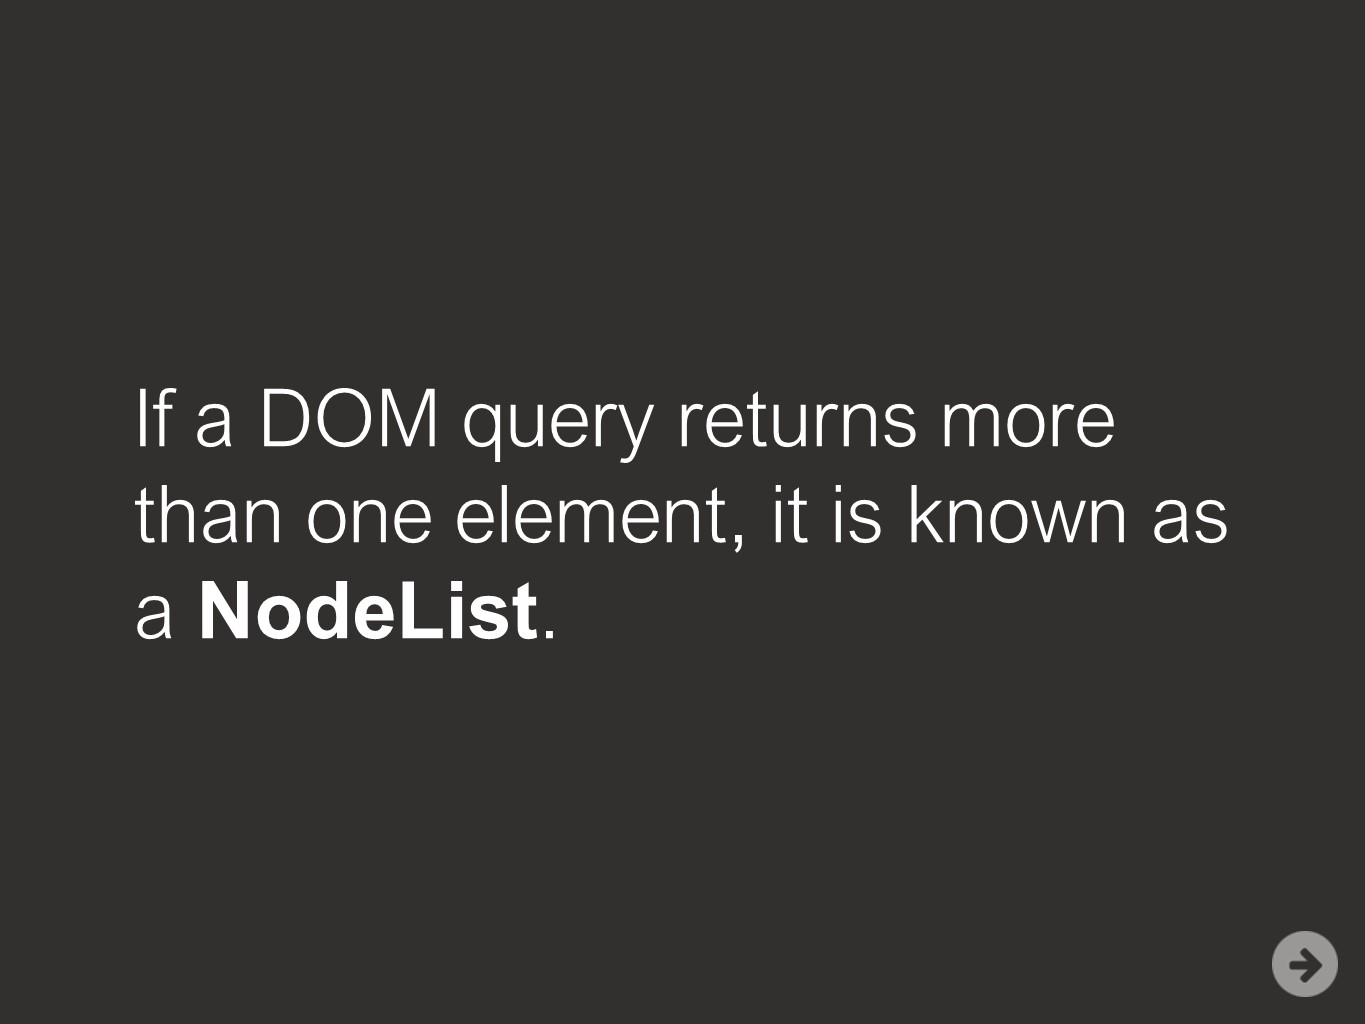 If a DOM query returns more
than one element, it is known as
a NodeList.